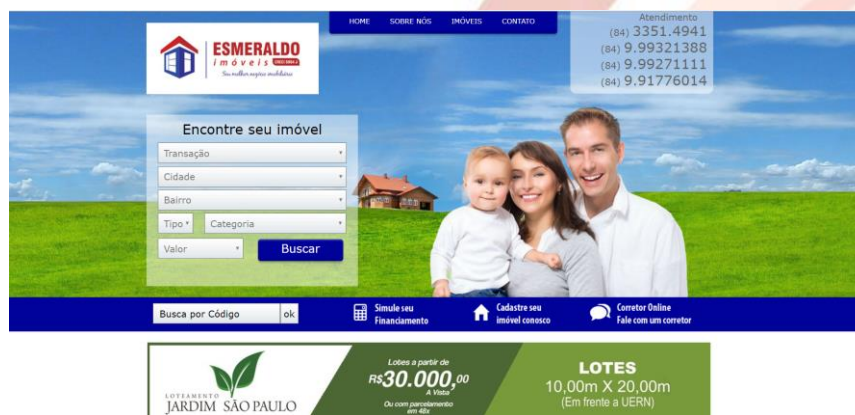 HOME SOBRE NÓS IMÓVEIS CONTATO
Atendimento
(84) 3351.4941
(84) 9.99321388
(84) 9.99271111
(84) 9.91776014
ESMERALDO
imóveis
Seu melhor negócio imobiliário
Encontre seu imóvel
Transação
Cidade
Bairro
Tipo Categoria
Valor Buscar
Busca por Código ok
Simule seu
Financiamento
Cadastre seu
imóvel conosco
Corretor Online
Fale com um corretor
LOTEAMENTO
JARDIM SÃO PAULO
Lotes a partir de
R$30.000,00
A Vista
Ou com parcelamento
em 48x
LOTES
10,00m X 20,00m
(Em frente a UERN)